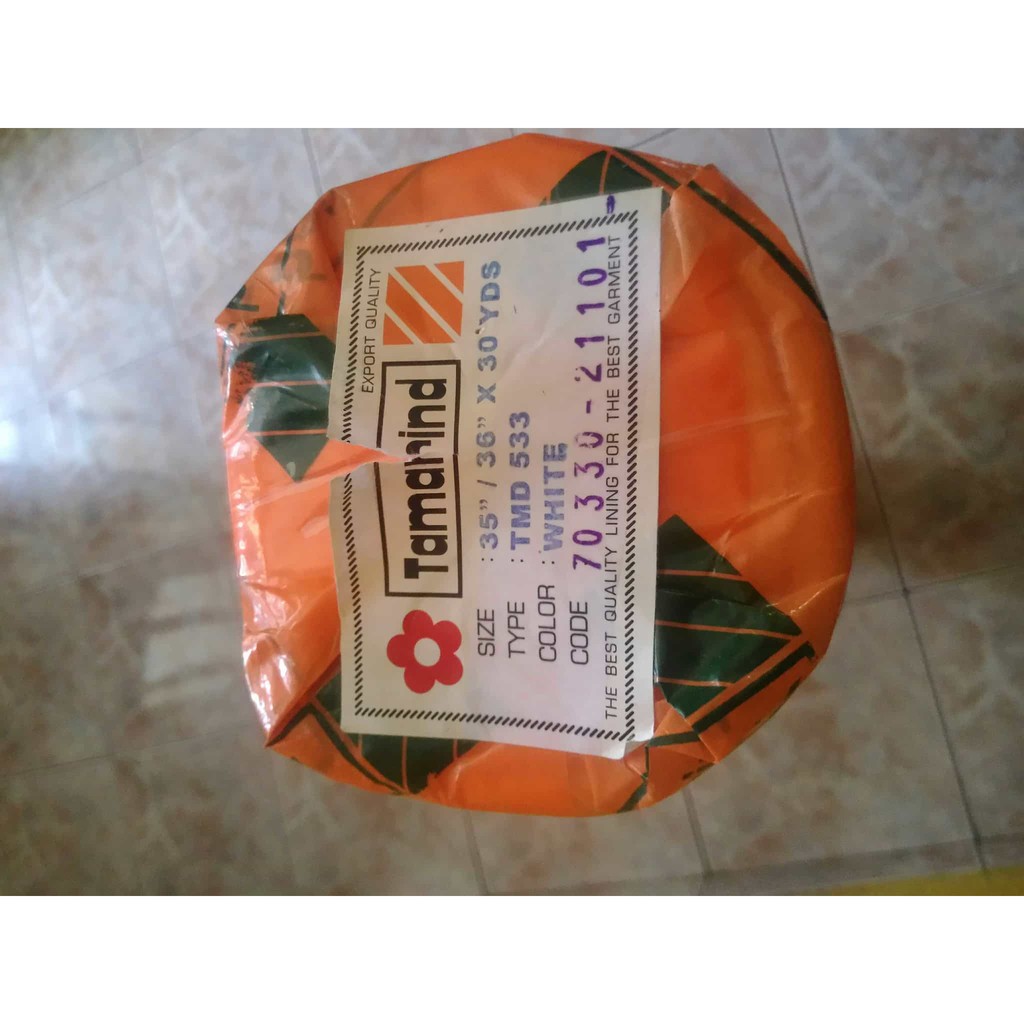 EXPORT QUALITY
Tamarind
SIZE : 35" / 36" X 30 YDS
TYPE : TMD 533
COLOR : WHITE
CODE 70330-21101-
THE BEST QUALITY LINING FOR THE BEST GARMENT